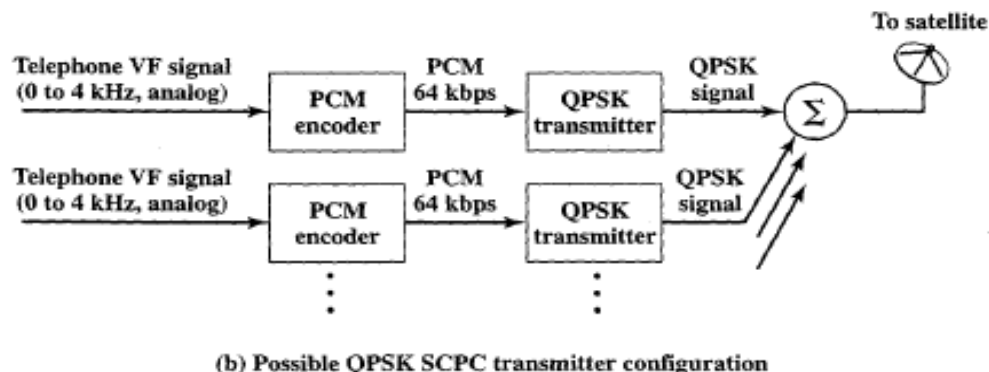 To satellite
Telephone VF signal
(0 to 4 kHz, analog)
PCM
encoder
PCM
64 kbps
QPSK
transmitter
QPSK
signal
Σ
Telephone VF signal
(0 to 4 kHz, analog)
PCM
encoder
PCM
64 kbps
QPSK
transmitter
QPSK
signal
(b) Possible QPSK SCPC transmitter configuration